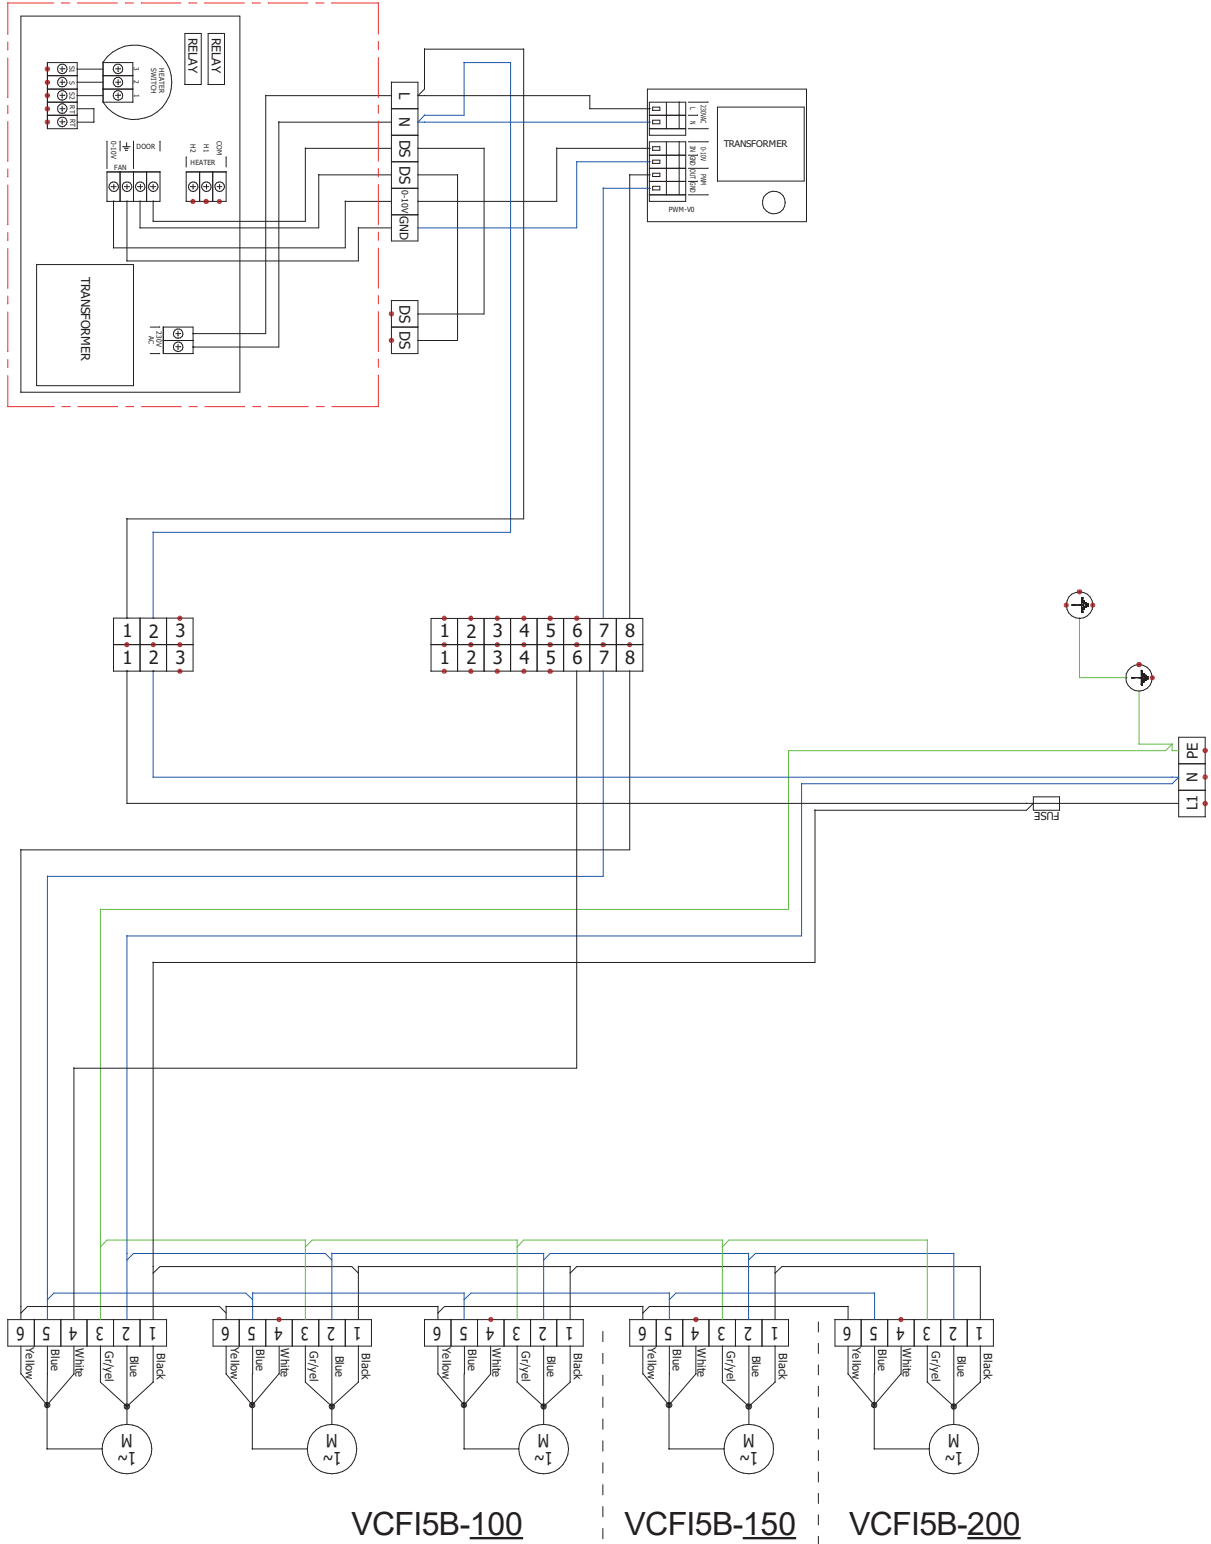 RELAY
RELAY
HEATER
SWITCH
3
2
1
S1
S
S2
RT
RT
0-10V
DOOR
FAN
H2
H1
COM
HEATER
TRANSFORMER
230V
AC
L
N
DS
DS
0-10V
GND
DS
DS
L
N
230VAC
IN
GND
OUT
GND
0-10V
PWM
TRANSFORMER
PWM-V0
1 2 3
1 2 3
1 2 3 4 5 6 7 8
1 2 3 4 5 6 7 8
PE
N
L1
FUSE
6 5 4 3 2 1
Yellow Blue White Gr/yel Blue Black
M 1~
6 5 4 3 2 1
Yellow Blue White Gr/yel Blue Black
M 1~
6 5 4 3 2 1
Yellow Blue White Gr/yel Blue Black
M 1~
6 5 4 3 2 1
Yellow Blue White Gr/yel Blue Black
M 1~
6 5 4 3 2 1
Yellow Blue White Gr/yel Blue Black
M 1~
VCFI5B-100
VCFI5B-150
VCFI5B-200